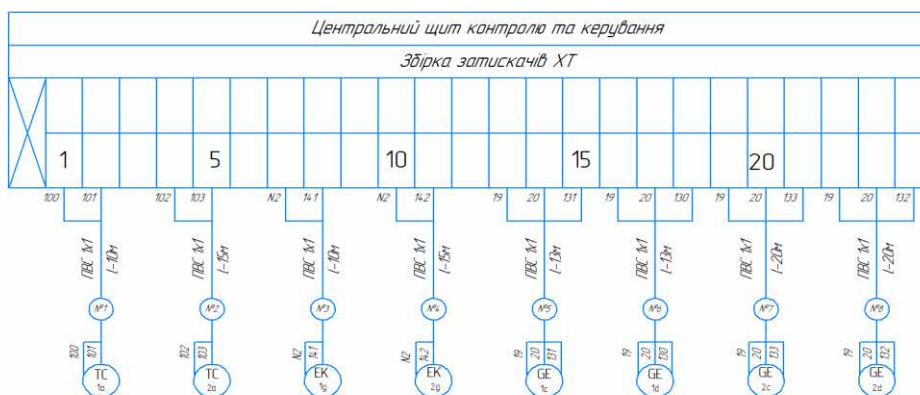 Центральний щит контролю та керування
Збірка затискачів ХТ
1 5 10 15 20
100 101 102 103 N2 141 N2 142 19 20 131 19 20 130 19 20 133 19 20 132
ПВС 1х1 l-10м ПВС 1х1 l-15м ПВС 1х1 l-10м ПВС 1х1 l-15м ПВС 1х1 l-13м ПВС 1х1 l-13м ПВС 1х1 l-20м ПВС 1х1 l-20м
№1 №2 №3 №4 №5 №6 №7 №8
100 101 102 103 N2 141 N2 142 19 20 131 19 20 130 19 20 133 19 20 132
TC TC EK EK GE GE GE GE
1а 2а 1g 2g 1c 1d 2c 2d